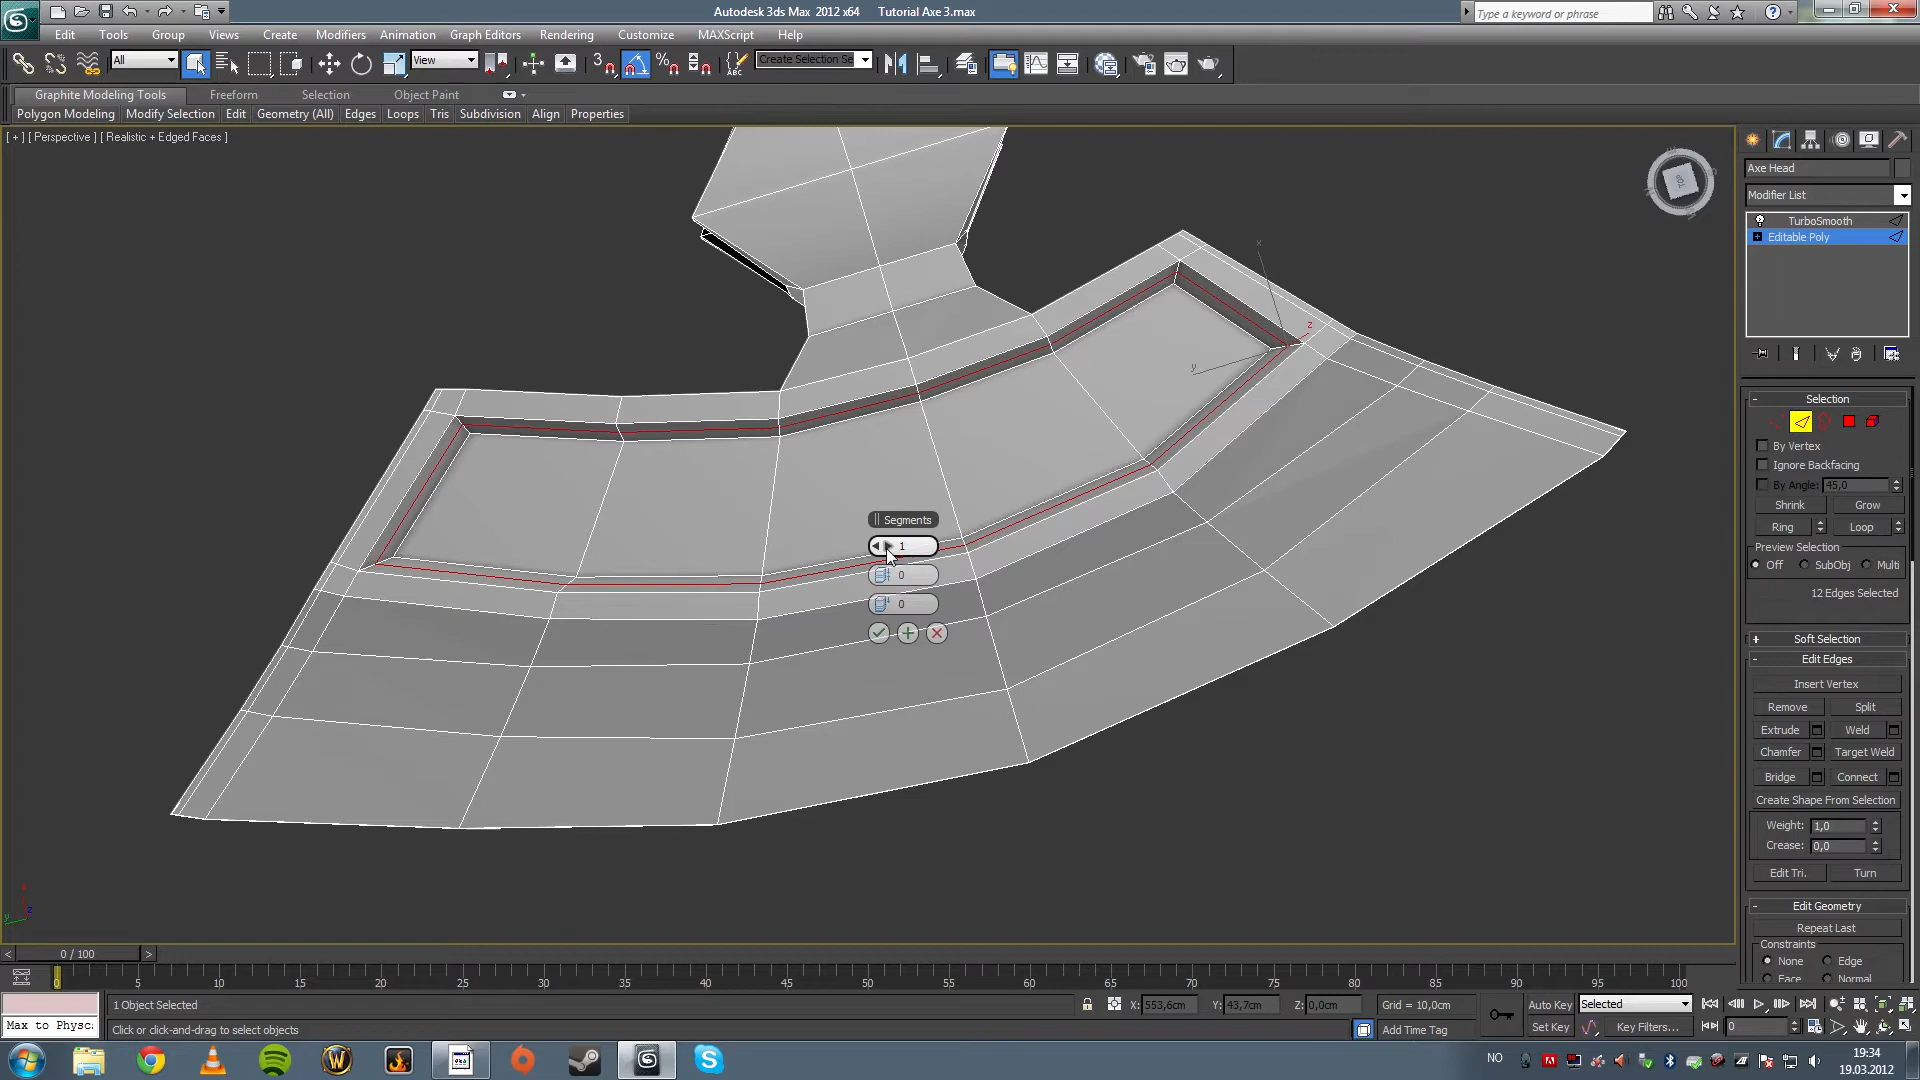 Autodesk 3ds Max 2012 x64 Tutorial Axe 3.max
Type a keyword or phrase
Edit Tools Group Views Create Modifiers Animation Graph Editors Rendering Customize MAXScript Help
All View 3 Create Selection Se
Graphite Modeling Tools Freeform Selection Object Paint
Polygon Modeling Modify Selection Edit Geometry (All) Edges Loops Tris Subdivision Align Properties
[ + ] [ Perspective ] [ Realistic + Edged Faces ]
TOP
Axe Head
Modifier List
TurboSmooth
Editable Poly
x
z
y
Selection
By Vertex
Ignore Backfacing
By Angle: 45,0
Shrink Grow
Ring Loop
Preview Selection
Off SubObj Multi
12 Edges Selected
Segments
1
0
0
Soft Selection
Edit Edges
Insert Vertex
Remove Split
Extrude Weld
Chamfer Target Weld
Bridge Connect
Create Shape From Selection
Weight: 1,0
Crease: 0,0
Edit Tri. Turn
Edit Geometry
Repeat Last
Constraints
None Edge
Face Normal
0 / 100
0 5 10 15 20 25 30 35 40 45 50 55 60 65 70 75 80 85 90 95 100
1 Object Selected X: 553,6cm Y: 43,7cm Z: 0,0cm Grid = 10,0cm Auto Key Selected
Max to Physc: Click or click-and-drag to select objects Add Time Tag Set Key Key Filters... 0
NO 19:34
19.03.2012